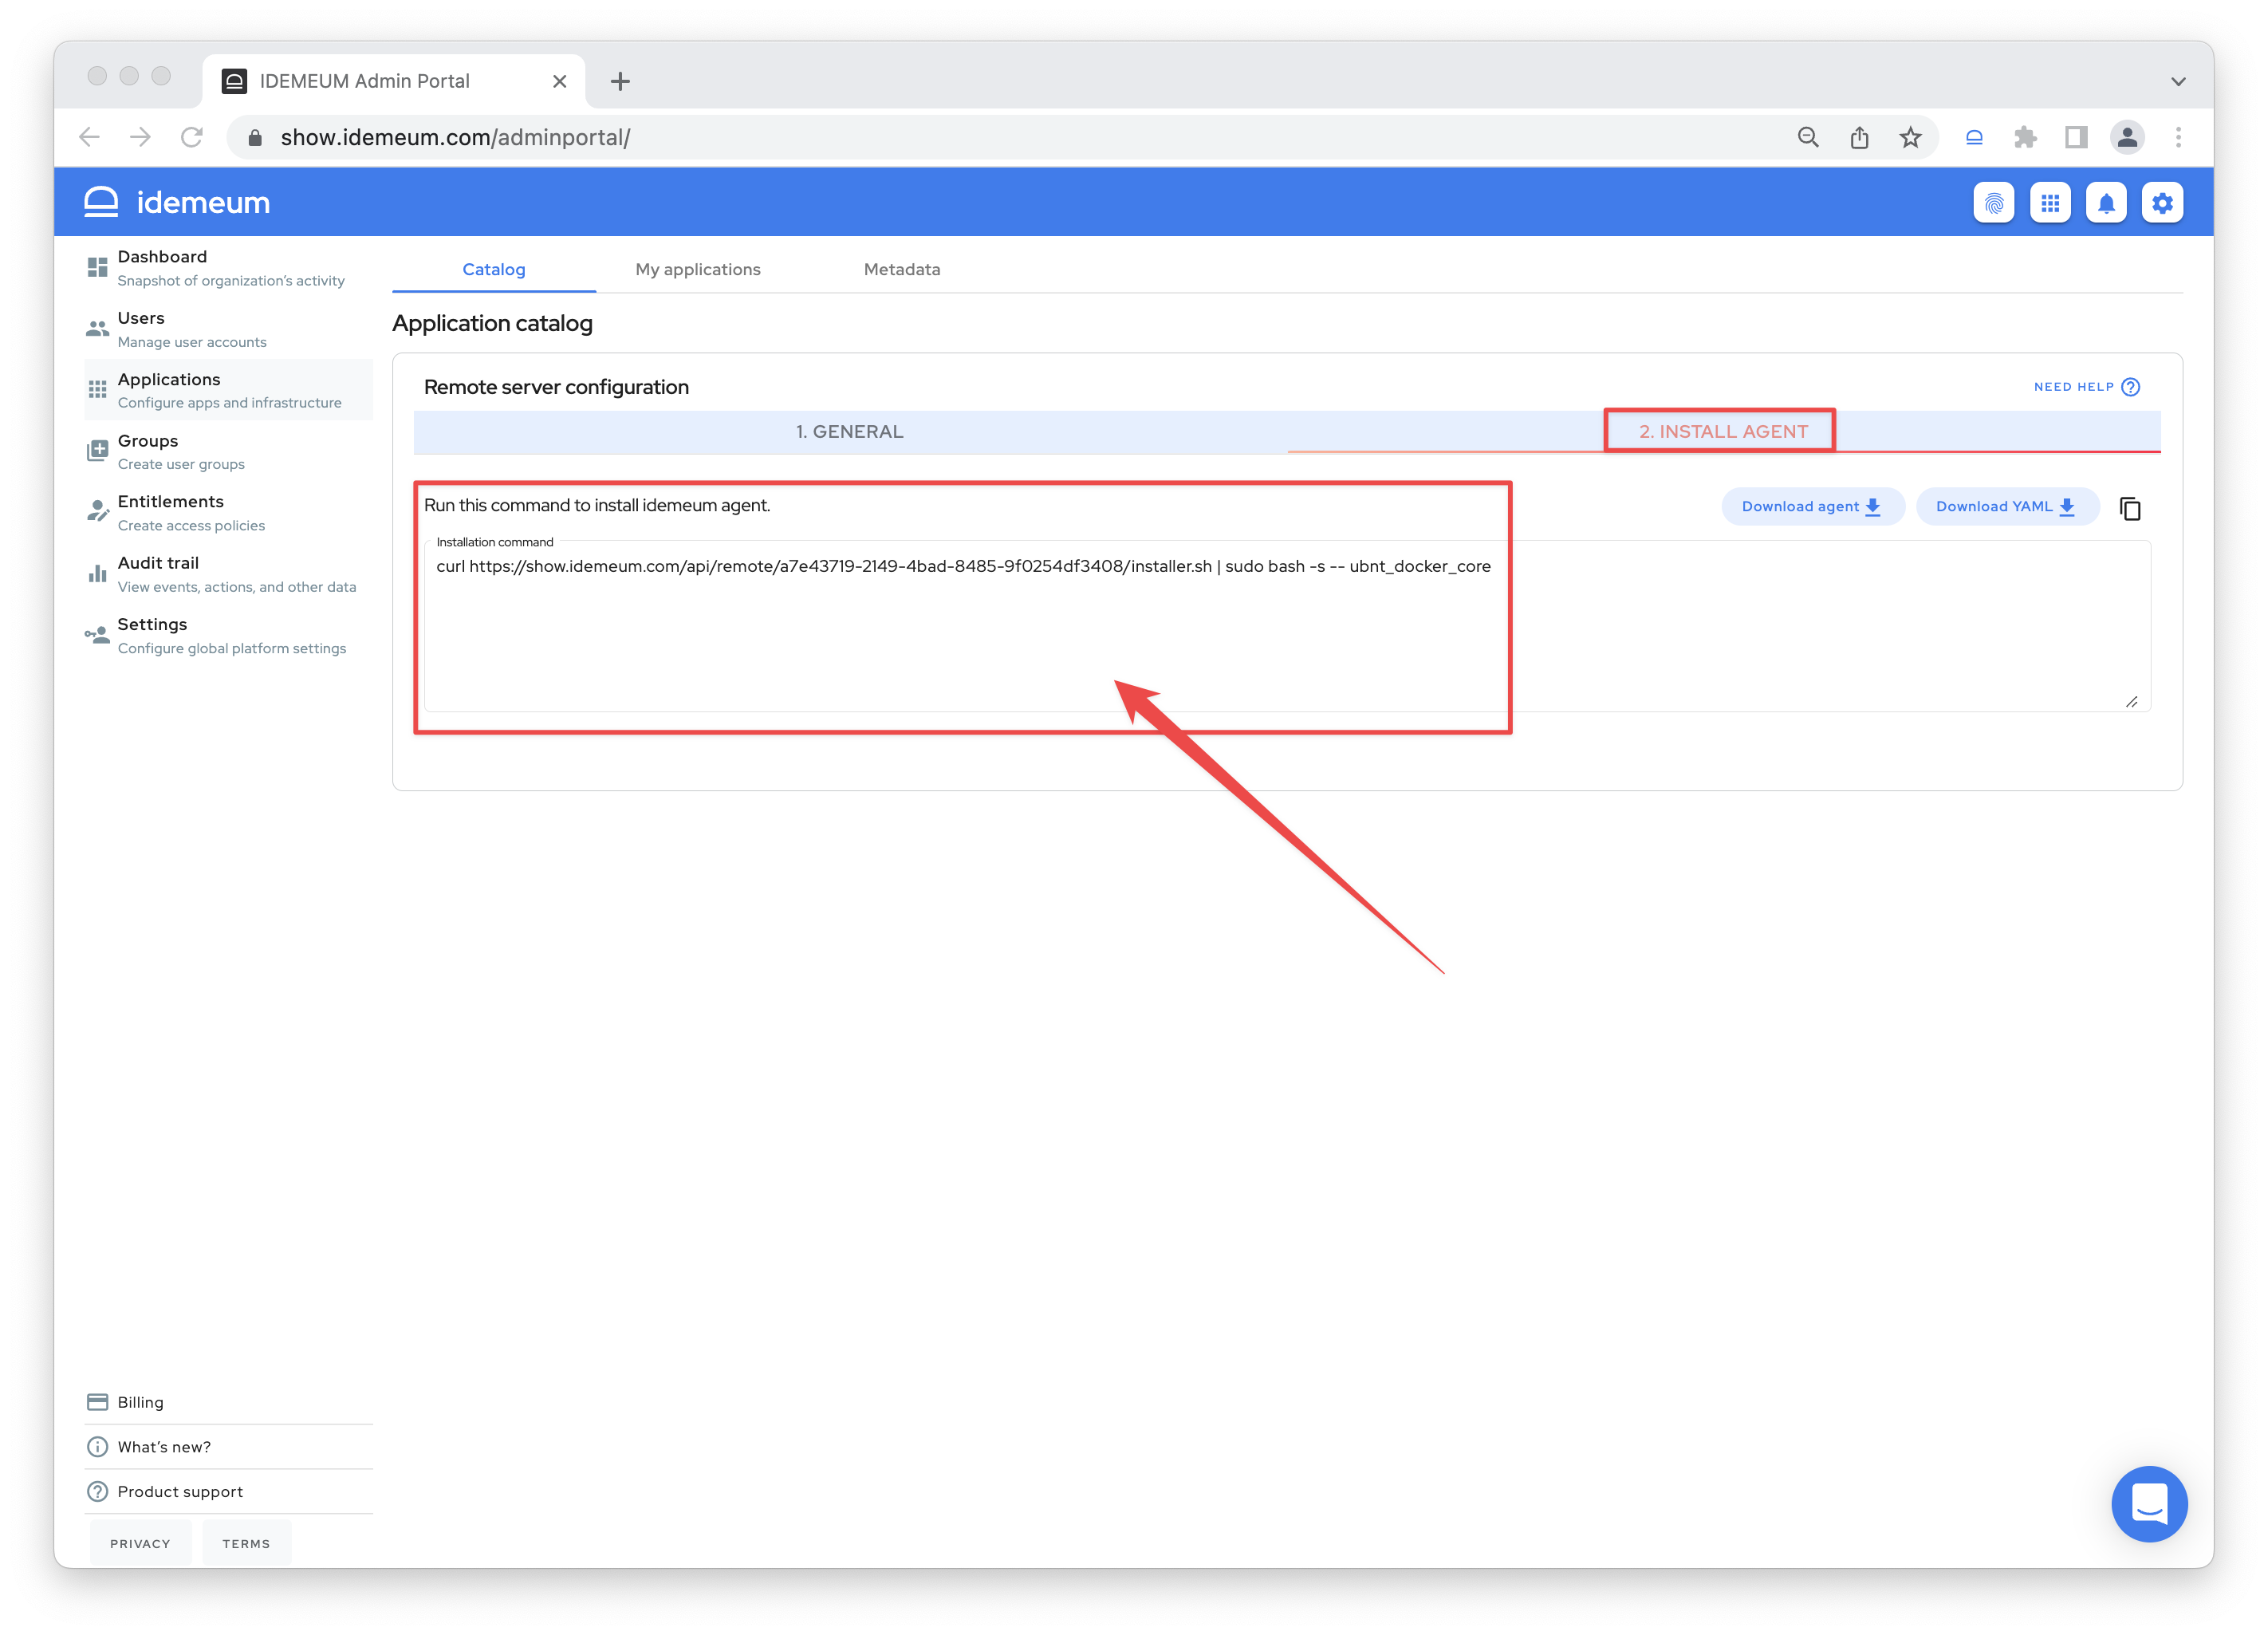 IDEMEUM Admin Portal
show.idemeum.com/adminportal/
idemeum
Dashboard
Snapshot of organization's activity
Users
Manage user accounts
Applications
Configure apps and infrastructure
Groups
Create user groups
Entitlements
Create access policies
Audit trail
View events, actions, and other data
Settings
Configure global platform settings
Catalog
My applications
Metadata
Application catalog
Remote server configuration
NEED HELP
1. GENERAL
2. INSTALL AGENT
Run this command to install idemeum agent.
Download agent
Download YAML
Installation command
curl https://show.idemeum.com/api/remote/a7e43719-2149-4bad-8485-9f0254df3408/installer.sh | sudo bash -s -- ubnt_docker_core
Billing
What's new?
Product support
PRIVACY
TERMS